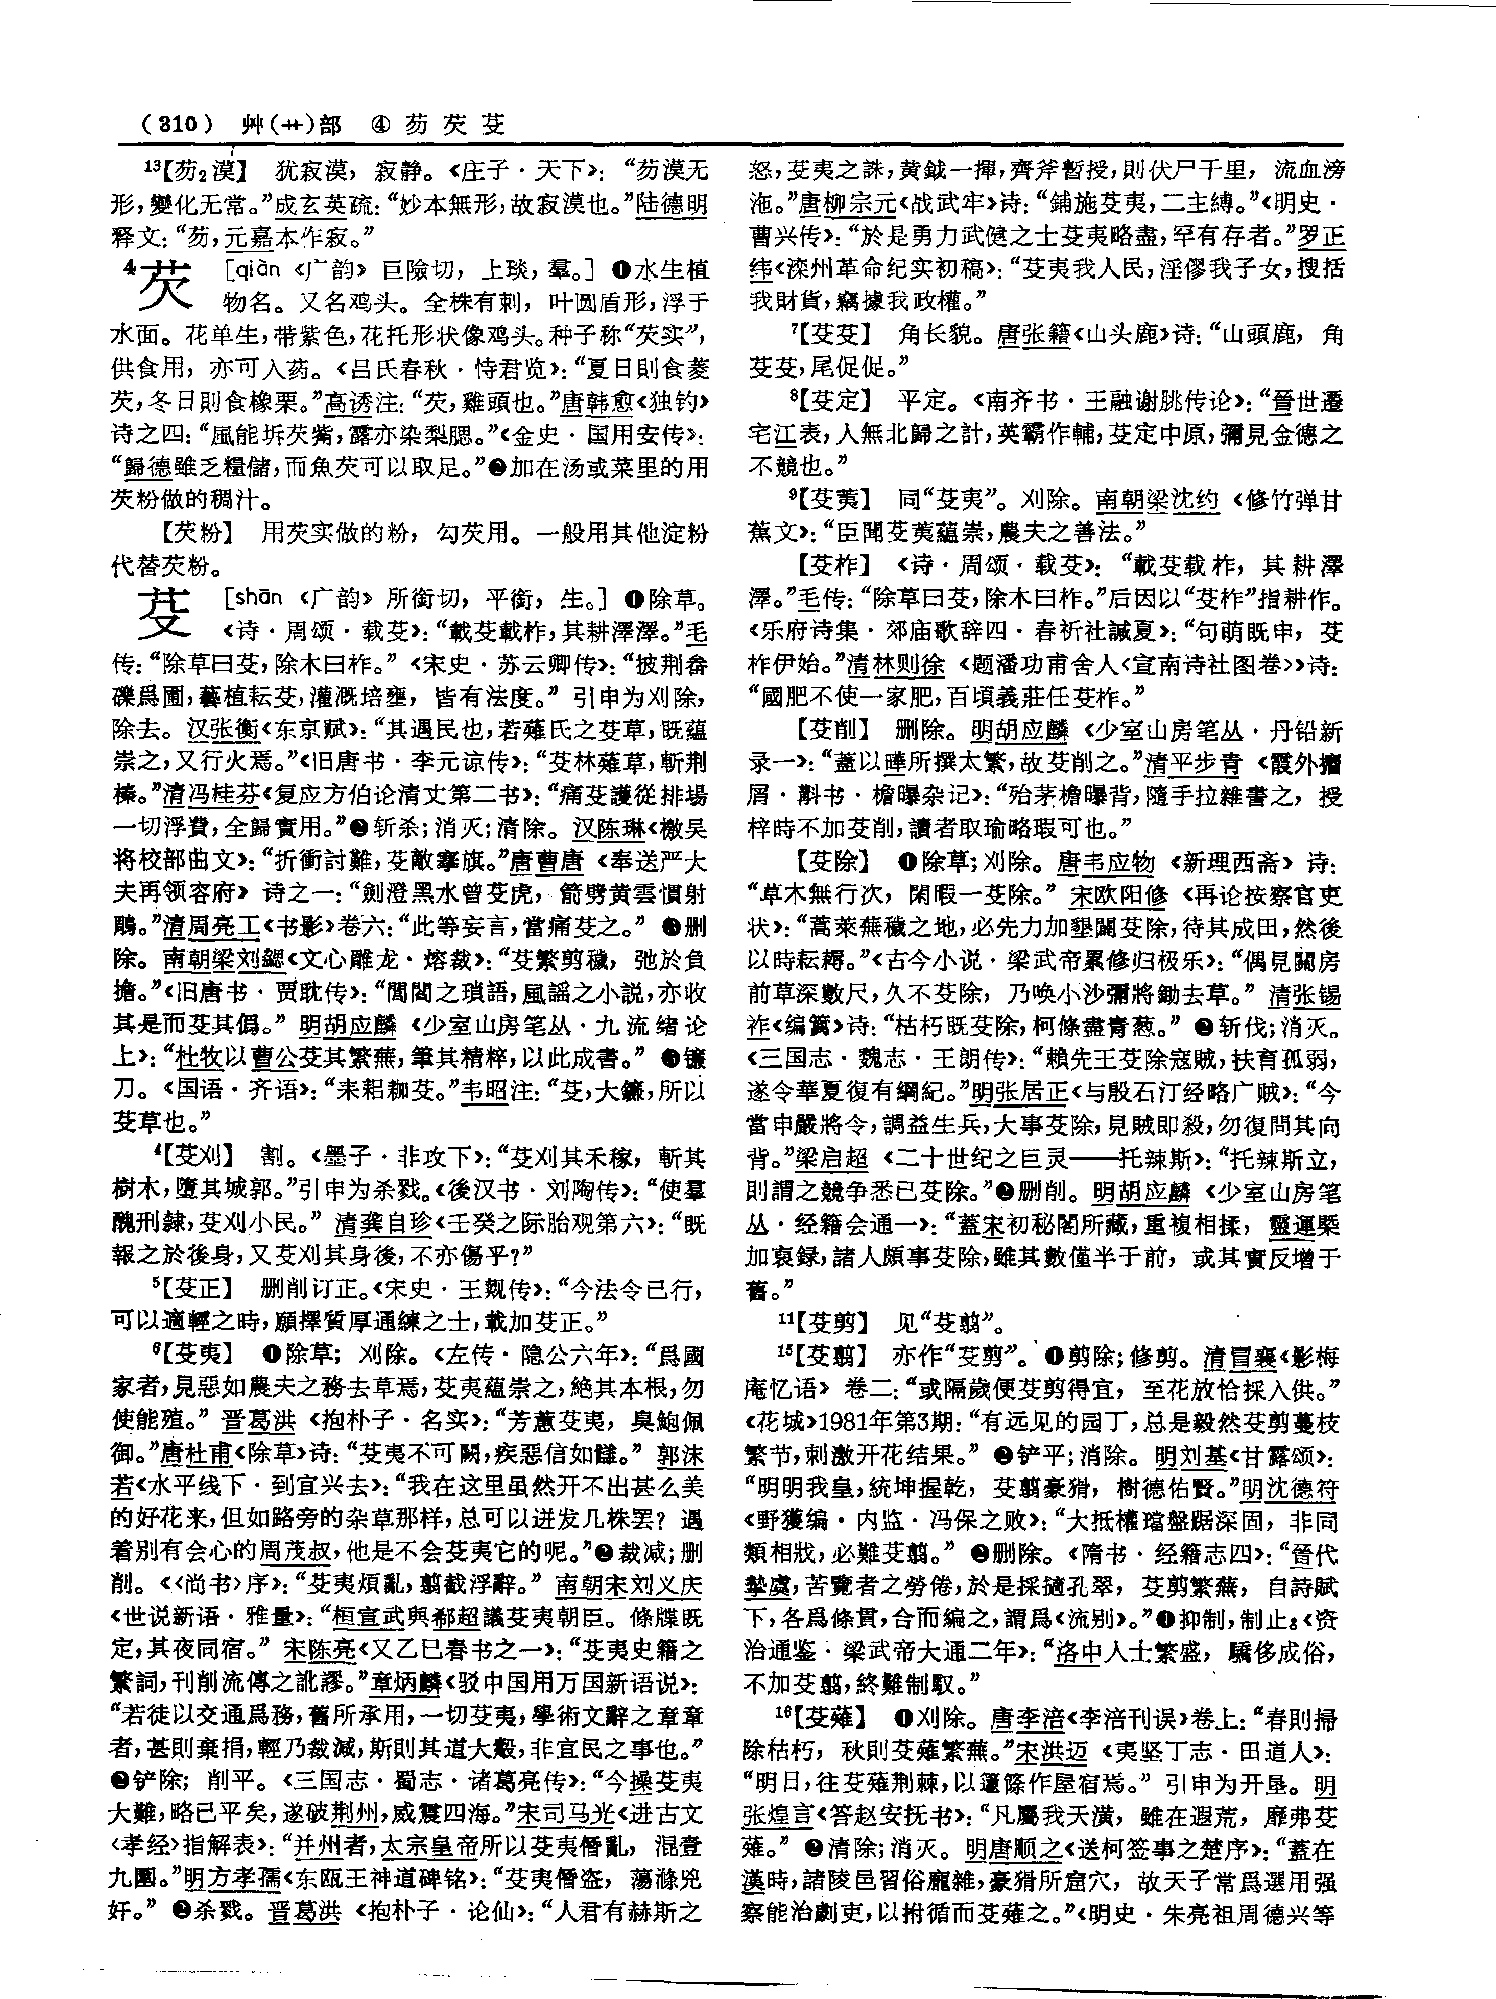 (310) 艸(艹)部 ④ 芴 芡 芟
13【芴₂漠】 犹寂漠，寂静。《庄子·天下》：“芴漠无
形，變化无常。”成玄英疏：“妙本無形，故寂漠也。”陆德明
释文：“芴，元嘉本作寂。”
4芡 [qiàn 《广韵》巨險切，上琰，羣。] ❶水生植
物名。又名鸡头。全株有刺，叶圆盾形，浮于
水面。花单生，带紫色，花托形状像鸡头。种子称“芡实”，
供食用，亦可入药。《吕氏春秋·恃君览》：“夏日則食菱
芡，冬日則食橡栗。”高诱注：“芡，雞頭也。”唐韩愈《独钓》
诗之四：“風能坼芡觜，露亦染梨腮。”《金史·国用安传》：
“歸德雖乏糧儲，而魚芡可以取足。”❷加在汤或菜里的用
芡粉做的稠汁。
【芡粉】 用芡实做的粉，勾芡用。一般用其他淀粉
代替芡粉。
芟 [shān 《广韵》所銜切，平銜，生。] ❶除草。
《诗·周颂·载芟》：“載芟載柞，其耕澤澤。”毛
传：“除草曰芟，除木曰柞。”《宋史·苏云卿传》：“披荆畚
礫爲圃，藝植耘芟，灌溉培壅，皆有法度。”引申为刈除，
除去。汉张衡《东京赋》：“其遇民也，若薙氏之芟草，既蕴
崇之，又行火焉。”《旧唐书·李元谅传》：“芟林薙草，斬荆
榛。”清冯桂芬《复应方伯论清丈第二书》：“痛芟護從排場
一切浮費，全歸實用。”❷斩杀；消灭；清除。汉陈琳《檄吴
将校部曲文》：“折衝討難，芟敵搴旗。”唐曹唐《奉送严大
夫再领容府》诗之一：“劍澄黑水曾芟虎，箭劈黄雲慣射
鵰。”清周亮工《书影》卷六：“此等妄言，當痛芟之。”❸删
除。南朝梁刘勰《文心雕龙·熔裁》：“芟繁剪穢，弛於負
擔。”《旧唐书·贾耽传》：“閭閻之瑣語，風謡之小説，亦收
其是而芟其僞。”明胡应麟《少室山房笔丛·九流绪论
上》：“杜牧以曹公芟其繁蕪，筆其精粹，以此成書。”❹镰
刀。《国语·齐语》：“耒耜枷芟。”韦昭注：“芟，大鐮，所以
芟草也。”
4【芟刈】 割。《墨子·非攻下》：“芟刈其禾稼，斬其
樹木，墮其城郭。”引申为杀戮。《後汉书·刘陶传》：“使羣
醜刑隸，芟刈小民。”清龚自珍《壬癸之际胎观第六》：“既
報之於後身，又芟刈其身後，不亦傷乎？”
5【芟正】 删削订正。《宋史·王觌传》：“今法令已行，
可以適輕之時，願擇質厚通練之士，載加芟正。”
6【芟夷】 ❶除草；刈除。《左传·隐公六年》：“爲國
家者，見惡如農夫之務去草焉，芟夷蕴崇之，絶其本根，勿
使能殖。”晋葛洪《抱朴子·名实》：“芳蕙芟夷，臭鮑佩
御。”唐杜甫《除草》诗：“芟夷不可闕，疾惡信如讎。”郭沫
若《水平线下·到宜兴去》：“我在这里虽然开不出甚么美
的好花来，但如路旁的杂草那样，总可以迸发几株罢？遇
着别有会心的周茂叔，他是不会芟夷它的呢。”❷裁减；删
削。《〈尚书〉序》：“芟夷煩亂，翦截浮辭。”南朝宋刘义庆
《世说新语·雅量》：“桓宣武與郗超議芟夷朝臣。條牒既
定，其夜同宿。”宋陈亮《又乙巳春书之一》：“芟夷史籍之
繁詞，刊削流傳之訛謬。”章炳麟《驳中国用万国新语说》：
“若徒以交通爲務，舊所承用，一切芟夷，學術文辭之章章
者，甚則棄捐，輕乃裁減，斯則其道大觳，非宜民之事也。”
❸铲除；削平。《三国志·蜀志·诸葛亮传》：“今操芟夷
大難，略已平矣，遂破荆州，威震四海。”宋司马光《进古文
〈孝经〉指解表》：“并州者，太宗皇帝所以芟夷僭亂，混壹
九圍。”明方孝孺《东瓯王神道碑铭》：“芟夷僭盗，蕩滌兇
奸。”❹杀戮。晋葛洪《抱朴子·论仙》：“人君有赫斯之
怒，芟夷之誅，黄鉞一揮，齊斧暫授，則伏尸千里，流血滂
沲。”唐柳宗元《战武牢》诗：“鋪施芟夷，二主縛。”《明史·
曹兴传》：“於是勇力武健之士芟夷略盡，罕有存者。”罗正
纬《滦州革命纪实初稿》：“芟夷我人民，淫僇我子女，搜括
我財貨，竊據我政權。”
7【芟芟】 角长貌。唐张籍《山头鹿》诗：“山頭鹿，角
芟芟，尾促促。”
8【芟定】 平定。《南齐书·王融谢朓传论》：“晉世遷
宅江表，人無北歸之計，英霸作輔，芟定中原，彌見金德之
不競也。”
9【芟荑】 同“芟夷”。刈除。南朝梁沈约《修竹弹甘
蕉文》：“臣聞芟荑蘊崇，農夫之善法。”
【芟柞】 《诗·周颂·载芟》：“載芟载柞，其耕澤
澤。”毛传：“除草曰芟，除木曰柞。”后因以“芟柞”指耕作。
《乐府诗集·郊庙歌辞四·春祈社諴夏》：“句萌既申，芟
柞伊始。”清林则徐《题潘功甫舍人〈宣南诗社图卷〉》诗：
“國肥不使一家肥，百頃義莊任芟柞。”
【芟削】 删除。明胡应麟《少室山房笔丛·丹铅新
录一》：“蓋以曄所撰太繁，故芟削之。”清平步青《霞外攟
屑·斠书·檐曝杂记》：“殆茅檐曝背，隨手拉雜書之，授
梓時不加芟削，讀者取瑜略瑕可也。”
【芟除】 ❶除草；刈除。唐韦应物《新理西斋》诗：
“草木無行次，閑暇一芟除。”宋欧阳修《再论按察官吏
状》：“蒿萊蕪穢之地，必先力加墾闢芟除，待其成田，然後
以時耘耨。”《古今小说·梁武帝累修归极乐》：“偶見關房
前草深數尺，久不芟除，乃唤小沙彌將鋤去草。”清张锡
祚《编篱》诗：“枯朽既芟除，柯條盡青葱。”❷斩伐；消灭。
《三国志·魏志·王朗传》：“賴先王芟除寇賊，扶育孤弱，
遂令華夏復有綱紀。”明张居正《与殷石汀经略广贼》：“今
當申嚴將令，調益生兵，大事芟除，見賊即殺，勿復問其向
背。”梁启超《二十世纪之巨灵——托辣斯》：“托辣斯立，
則謂之競争悉已芟除。”❸删削。明胡应麟《少室山房笔
丛·经籍会通一》：“蓋宋初秘閣所藏，重複相揉，靈運槩
加裒録，諸人頗事芟除，雖其數僅半于前，或其實反增于
舊。”
11【芟剪】 见“芟翦”。
15【芟翦】 亦作“芟剪”。❶剪除；修剪。清冒襄《影梅
庵忆语》卷二：“或隔歲便芟剪得宜，至花放恰採入供。”
《花城》1981年第3期：“有远见的园丁，总是毅然芟剪蔓枝
繁节，刺激开花结果。”❷铲平；消除。明刘基《甘露颂》：
“明明我皇，統坤握乾，芟翦豪猾，樹德佑賢。”明沈德符
《野獲编·内监·冯保之败》：“大抵權璫盤踞深固，非同
類相戕，必難芟翦。”❸删除。《隋书·经籍志四》：“晉代
摯虞，苦覽者之勞倦，於是採擿孔翠，芟剪繁蕪，自詩賦
下，各爲條貫，合而編之，謂爲《流别》。”❹抑制，制止。《资
治通鉴·梁武帝大通二年》：“洛中人士繁盛，驕侈成俗，
不加芟翦，終難制馭。”
16【芟薙】 ❶刈除。唐李涪《李涪刊误》卷上：“春則掃
除枯朽，秋則芟薙繁蕪。”宋洪迈《夷坚丁志·田道人》：
“明日，往芟薙荆棘，以籧篨作屋宿焉。”引申为开垦。明
张煌言《答赵安抚书》：“凡屬我天潢，雖在遐荒，靡弗芟
薙。”❷清除；消灭。明唐顺之《送柯签事之楚序》：“蓋在
漢時，諸陵邑習俗龐雜，豪猾所窟穴，故天子常爲選用强
察能治劇吏，以拊循而芟薙之。”《明史·朱亮祖周德兴等